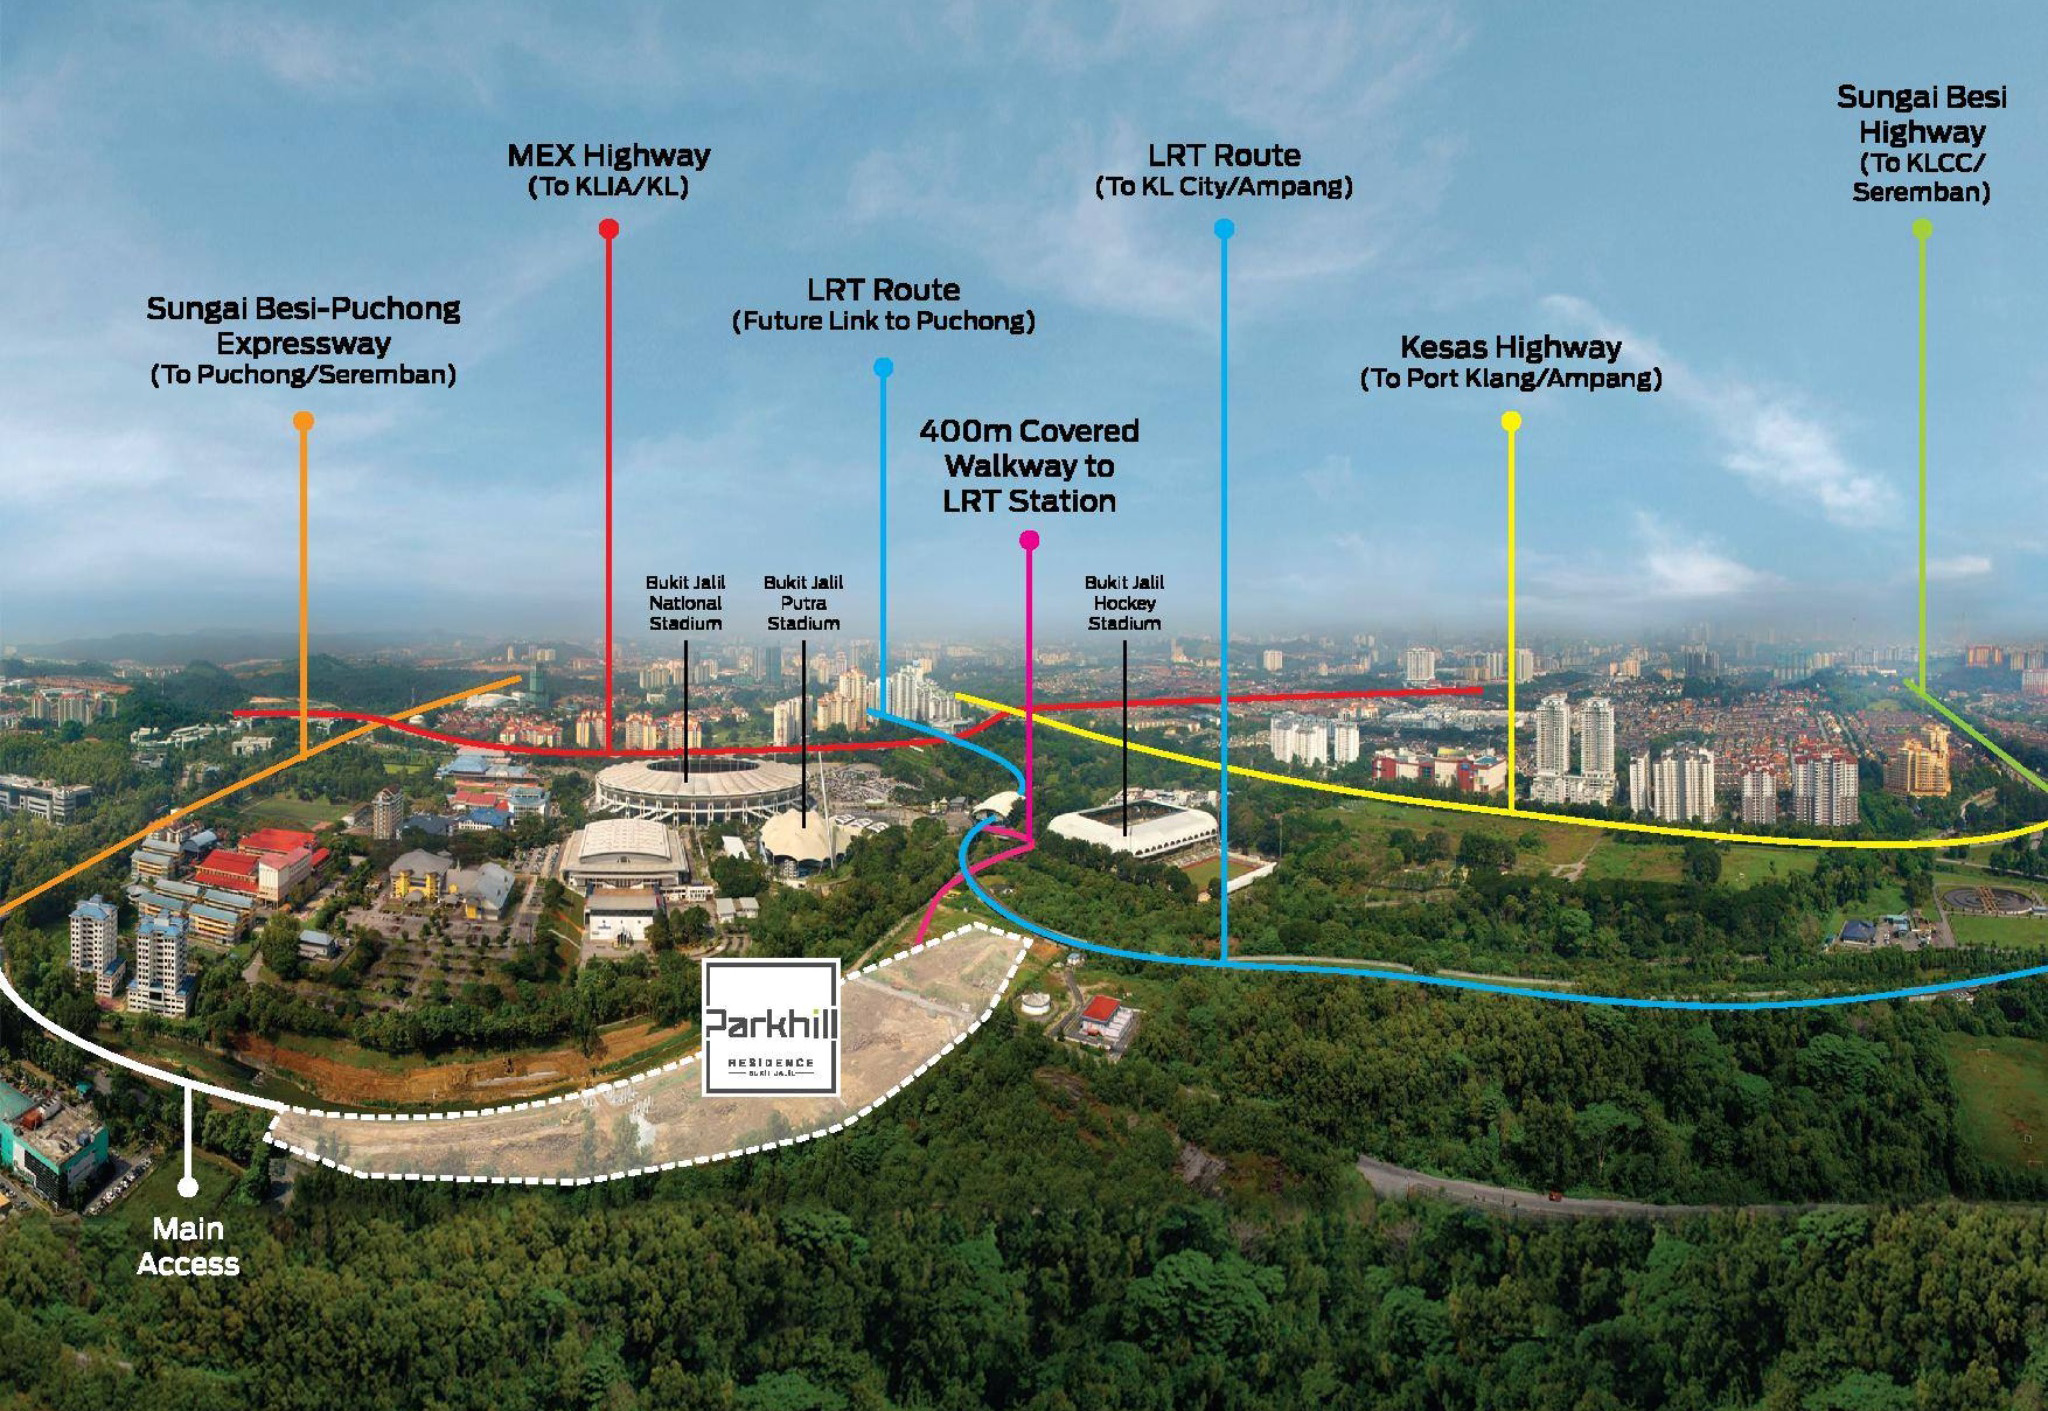 Sungai Besi
Highway
(To KLCC/
Seremban)
MEX Highway
(To KLIA/KL)
LRT Route
(To KL City/Ampang)
LRT Route
(Future Link to Puchong)
Sungai Besi-Puchong
Expressway
(To Puchong/Seremban)
Kesas Highway
(To Port Klang/Ampang)
400m Covered
Walkway to
LRT Station
Bukit Jalil
National
Stadium
Bukit Jalil
Putra
Stadium
Bukit Jalil
Hockey
Stadium
Parkhill
RESIDENCE
BUKIT JALIL
Main
Access